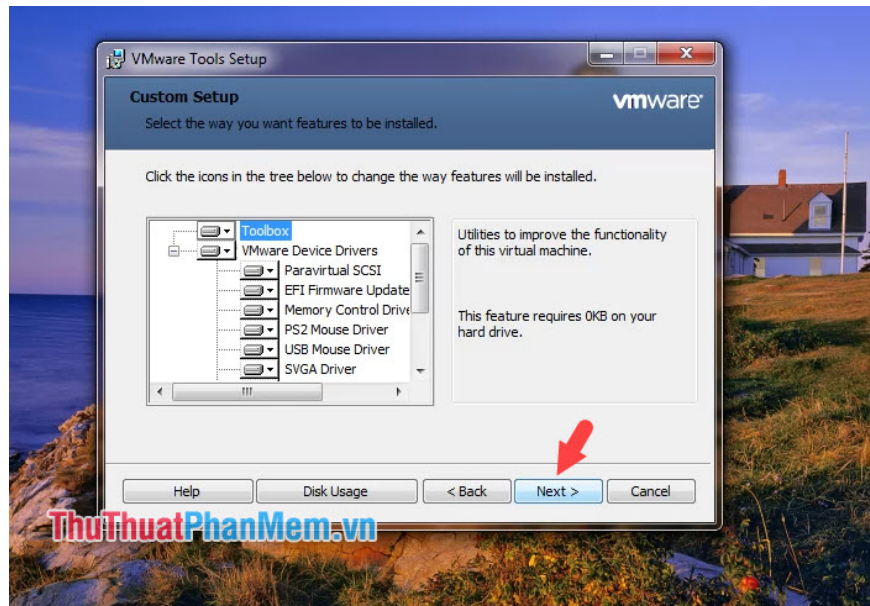 VMware Tools Setup
Custom Setup
Select the way you want features to be installed.
vmware
Click the icons in the tree below to change the way features will be installed.
Toolbox
VMware Device Drivers
Paravirtual SCSI
EFI Firmware Update
Memory Control Drive
PS2 Mouse Driver
USB Mouse Driver
SVGA Driver
Utilities to improve the functionality
of this virtual machine.
This feature requires 0KB on your
hard drive.
Help
Disk Usage
< Back
Next >
Cancel
ThuThuatPhanMem.vn